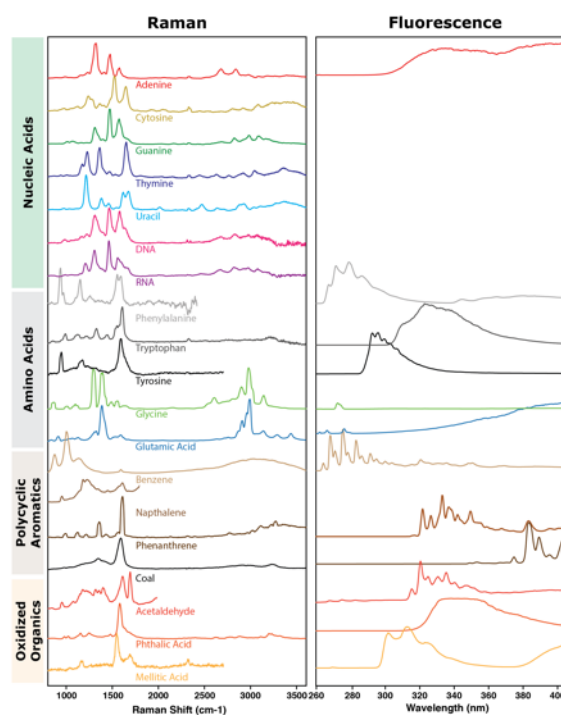 Raman
Fluorescence
Nucleic Acids
Adenine
Cytosine
Guanine
Thymine
Uracil
DNA
RNA
Amino Acids
Phenylalanine
Tryptophan
Tyrosine
Glycine
Glutamic Acid
Polycyclic
Aromatics
Benzene
Napthalene
Phenanthrene
Coal
Oxidized
Organics
Acetaldehyde
Phthalic Acid
Mellitic Acid
1000 1500 2000 2500 3000 3500
260 280 300 320 340 360 380 400
Raman Shift (cm-1)
Wavelength (nm)